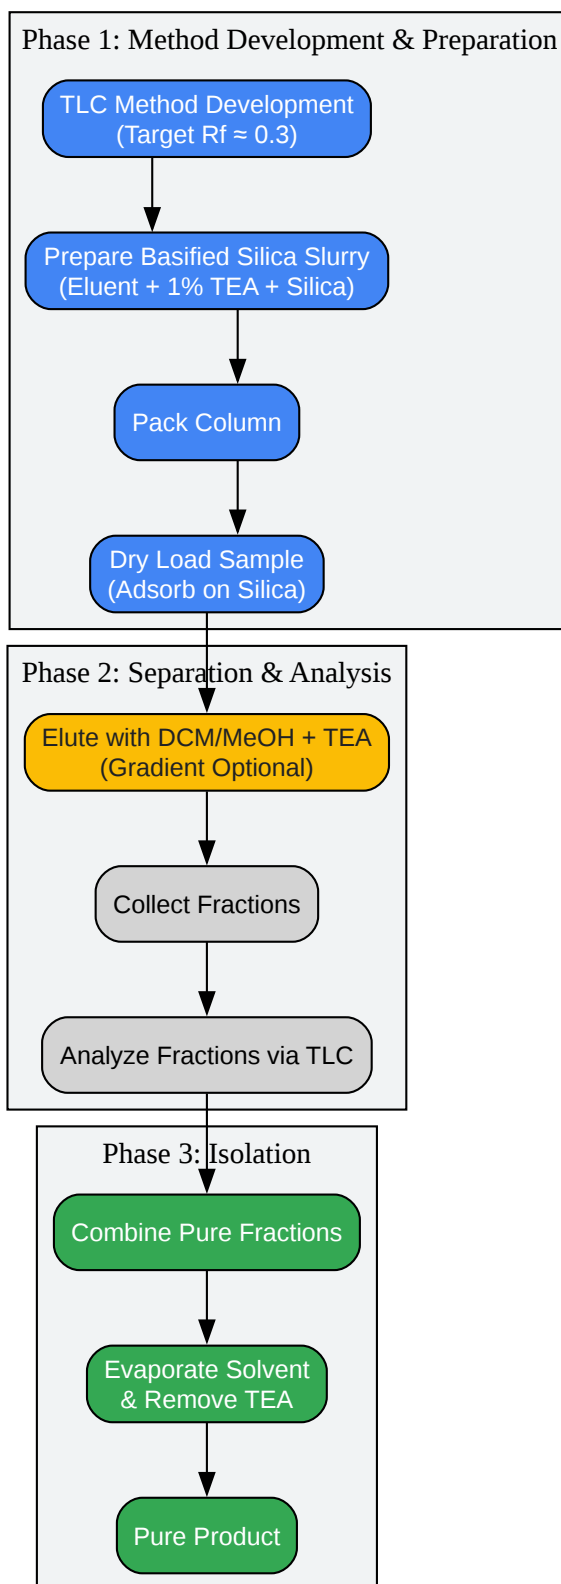 Phase 1: Method Development & Preparation
TLC Method Development
(Target Rf ≈ 0.3)
Prepare Basified Silica Slurry
(Eluent + 1% TEA + Silica)
Pack Column
Dry Load Sample
(Adsorb on Silica)
Phase 2: Separation & Analysis
Elute with DCM/MeOH + TEA
(Gradient Optional)
Collect Fractions
Analyze Fractions via TLC
Phase 3: Isolation
Combine Pure Fractions
Evaporate Solvent
& Remove TEA
Pure Product